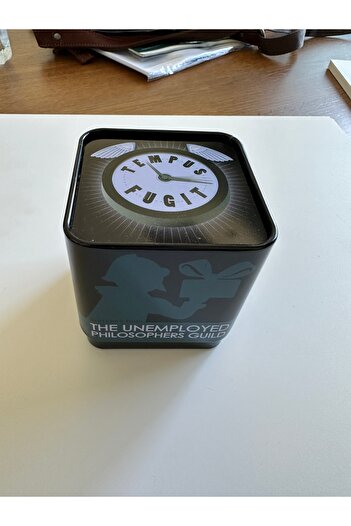 TEMPUS
FUGIT
THE UNEMPLOYED
PHILOSOPHERS GUILD